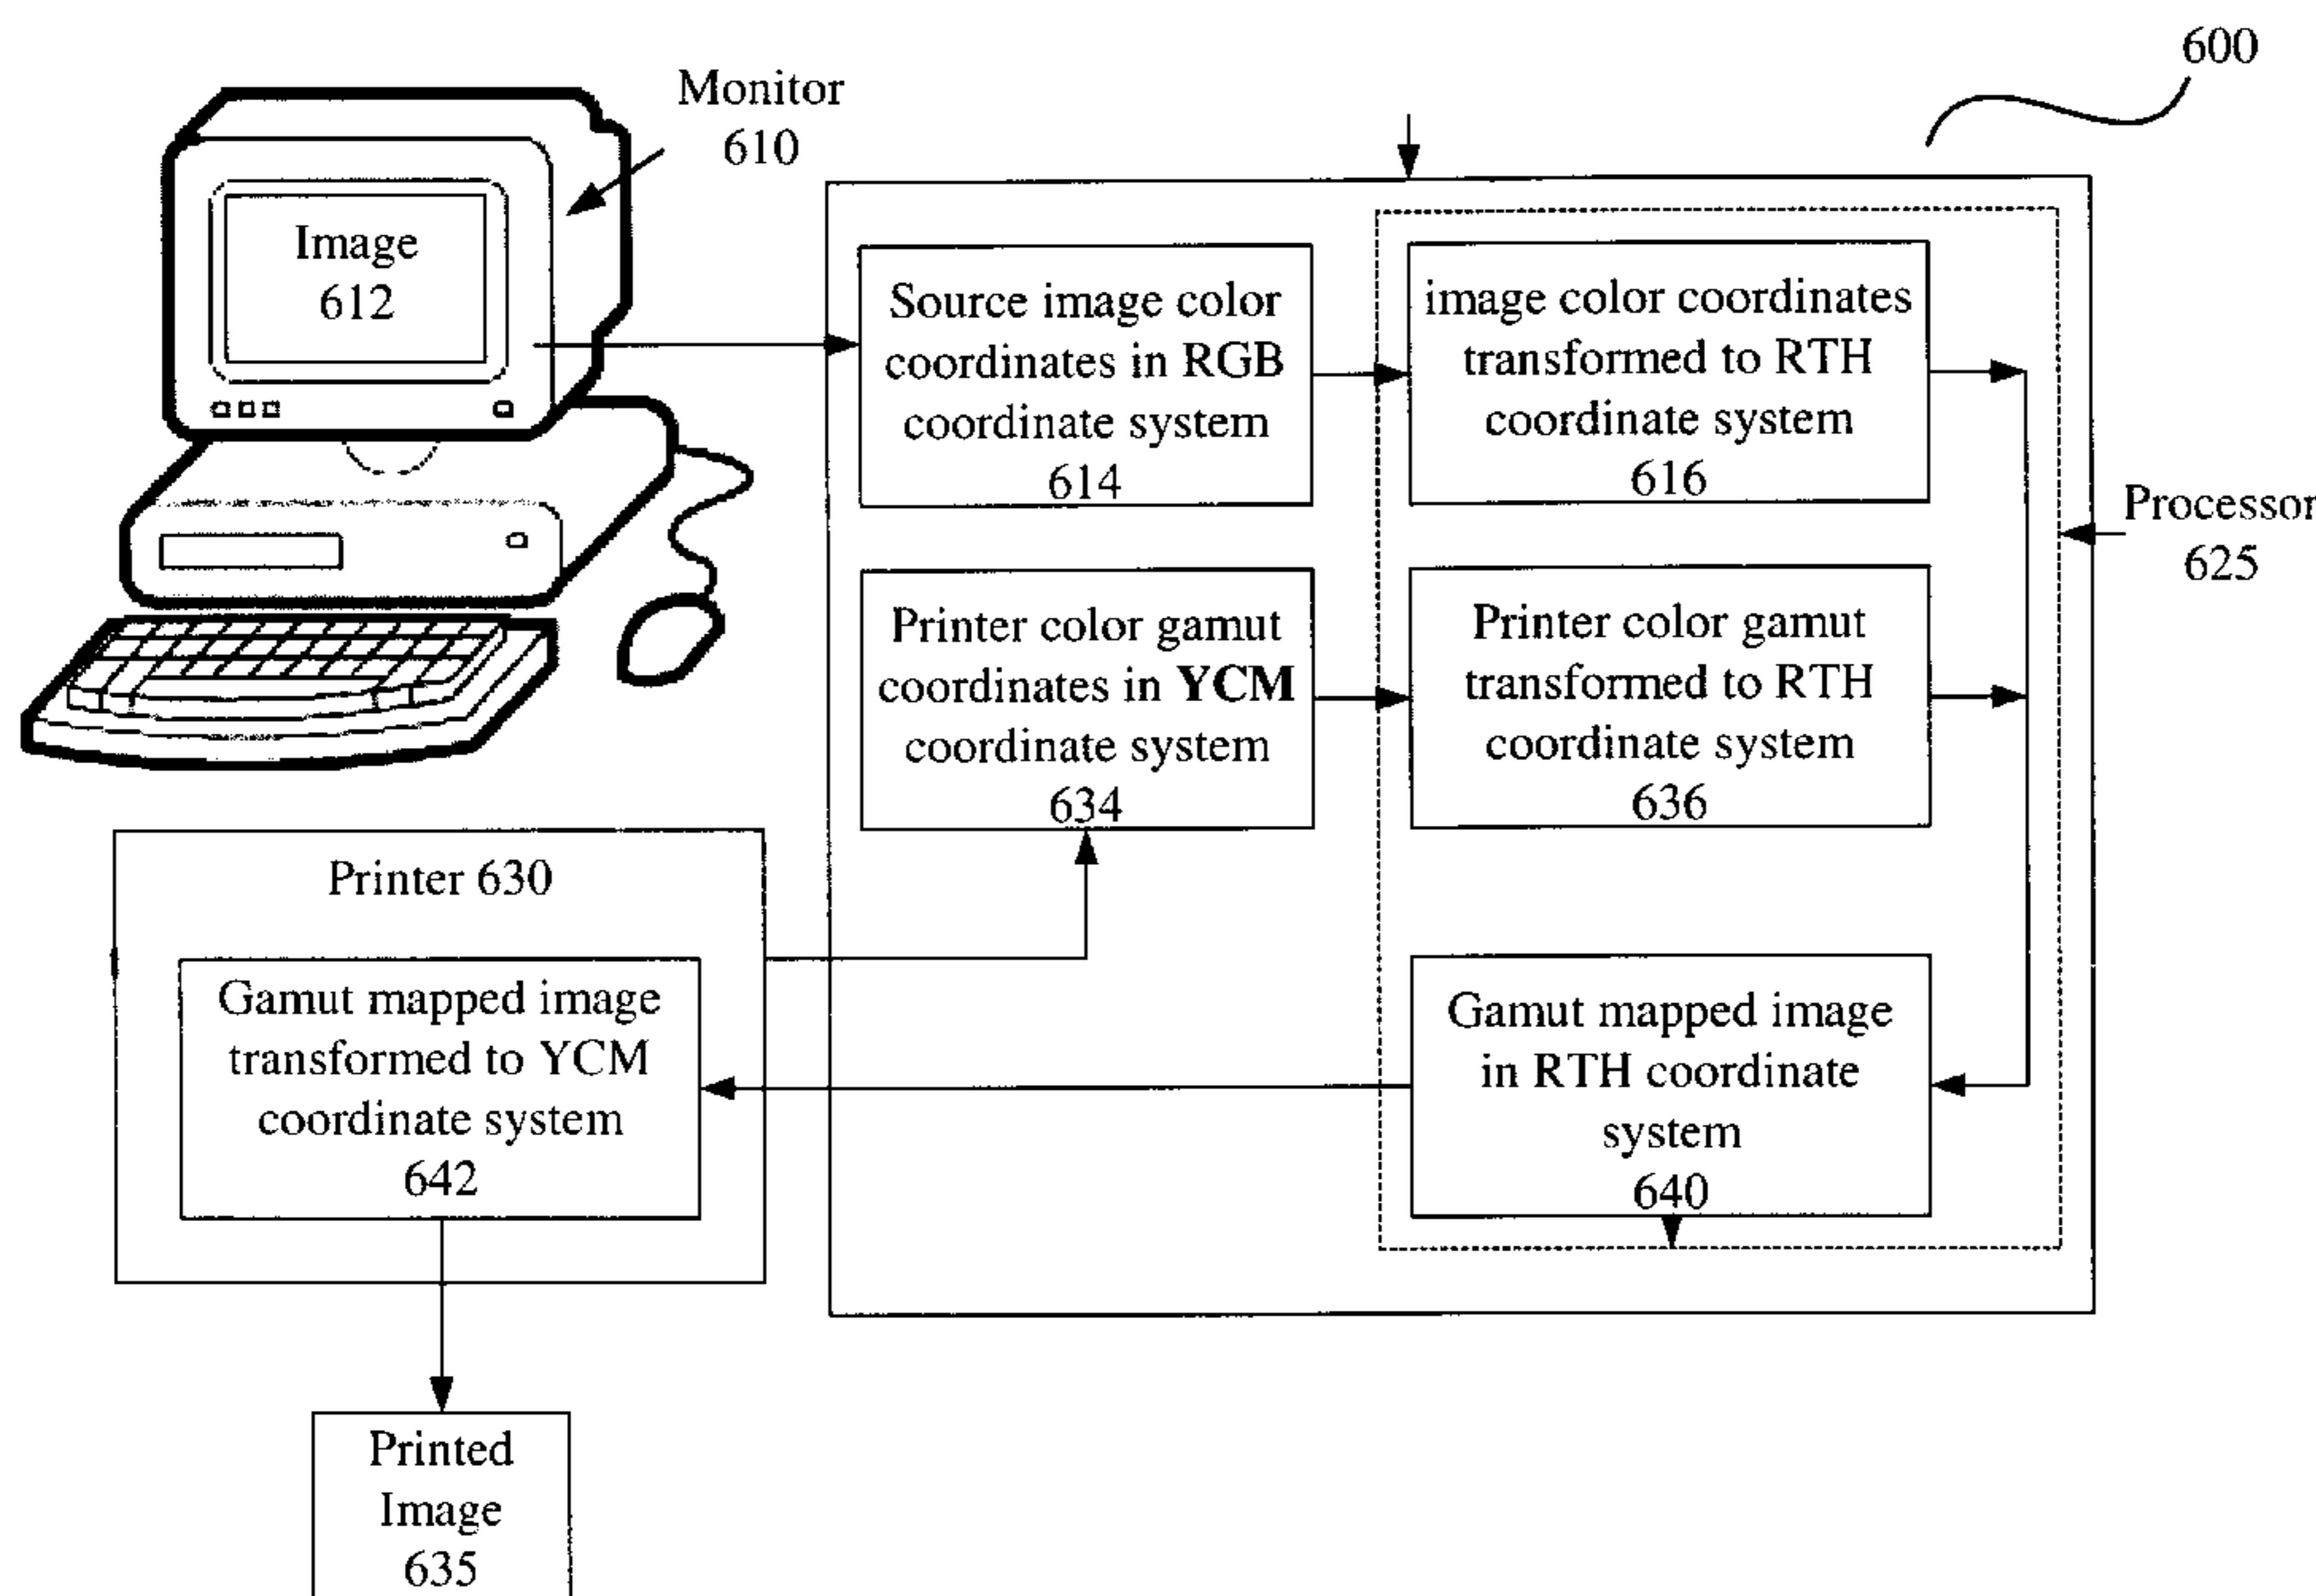 600
Monitor
610
Image
612
Source image color
coordinates in RGB
coordinate system
614
image color coordinates
transformed to RTH
coordinate system
616
Processor
625
Printer color gamut
coordinates in YCM
coordinate system
634
Printer color gamut
transformed to RTH
coordinate system
636
Printer 630
Gamut mapped image
transformed to YCM
coordinate system
642
Gamut mapped image
in RTH coordinate
system
640
Printed
Image
635